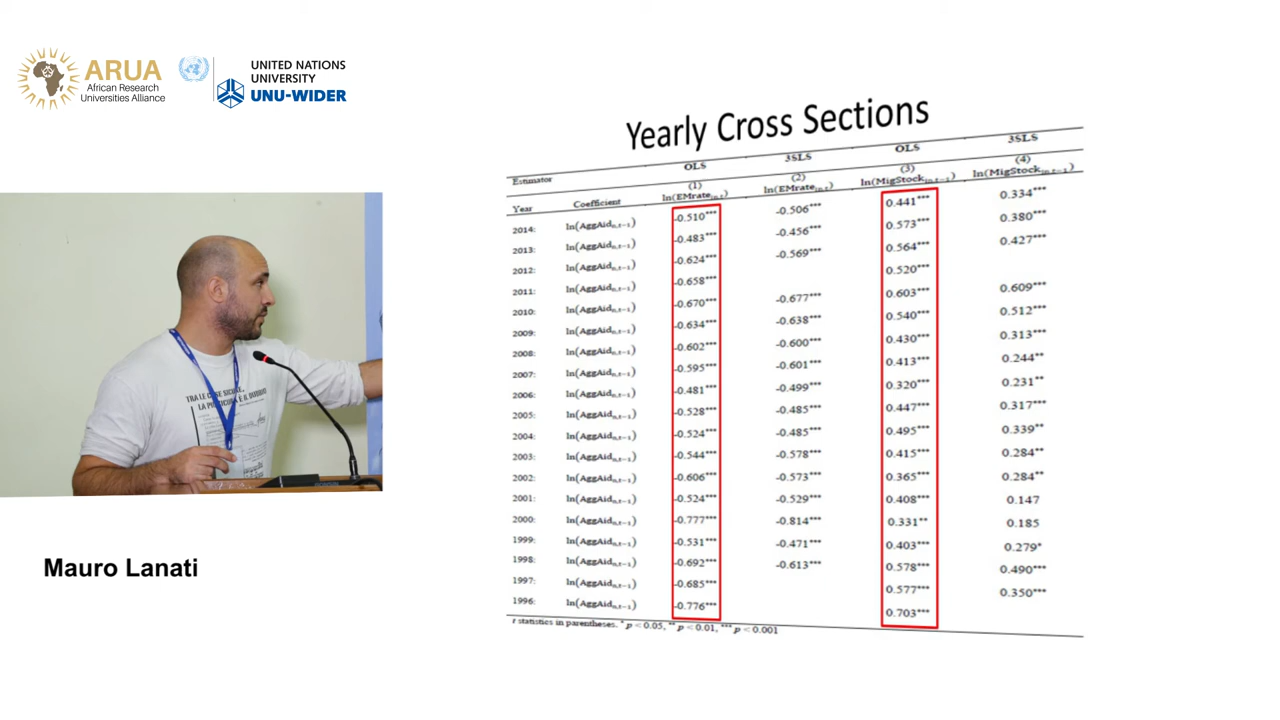 ARUA
African Research
Universities Alliance
UNITED NATIONS
UNIVERSITY
UNU-WIDER
Yearly Cross Sections
Estimator OLS 3SLS OLS 3SLS
(1) (2) (3) (4)
Year Coefficient ln(EMrate_{n,t}) ln(EMrate_{n,t}) ln(MigStock_{n,t−1}) ln(MigStock_{n,t−1})
2014: ln(AggAid_{n,t−1}) -0.510*** -0.506*** 0.441*** 0.334***
2013: ln(AggAid_{n,t−1}) -0.483*** -0.456*** 0.573*** 0.380***
2012: ln(AggAid_{n,t−1}) -0.624*** -0.569*** 0.564*** 0.427***
2011: ln(AggAid_{n,t−1}) -0.658*** 0.520***
2010: ln(AggAid_{n,t−1}) -0.670*** -0.677*** 0.603*** 0.609***
2009: ln(AggAid_{n,t−1}) -0.634*** -0.638*** 0.540*** 0.512***
2008: ln(AggAid_{n,t−1}) -0.602*** -0.600*** 0.430*** 0.313***
2007: ln(AggAid_{n,t−1}) -0.595*** -0.601*** 0.413*** 0.244**
2006: ln(AggAid_{n,t−1}) -0.481*** -0.499*** 0.320*** 0.231**
2005: ln(AggAid_{n,t−1}) -0.528*** -0.485*** 0.447*** 0.317***
2004: ln(AggAid_{n,t−1}) -0.524*** -0.485*** 0.495*** 0.339**
2003: ln(AggAid_{n,t−1}) -0.544*** -0.578*** 0.415*** 0.284**
2002: ln(AggAid_{n,t−1}) -0.606*** -0.573*** 0.365*** 0.284**
2001: ln(AggAid_{n,t−1}) -0.524*** -0.529*** 0.408*** 0.147
2000: ln(AggAid_{n,t−1}) -0.777*** -0.814*** 0.331** 0.185
1999: ln(AggAid_{n,t−1}) -0.531*** -0.471*** 0.403*** 0.279*
1998: ln(AggAid_{n,t−1}) -0.692*** -0.613*** 0.578*** 0.490***
1997: ln(AggAid_{n,t−1}) -0.685*** 0.577*** 0.350***
1996: ln(AggAid_{n,t−1}) -0.776*** 0.703***
t statistics in parentheses. * p < 0.05, ** p < 0.01, *** p < 0.001
TRA LE SICURE,
LA SICURA È IL DUBBIO
Mauro Lanati